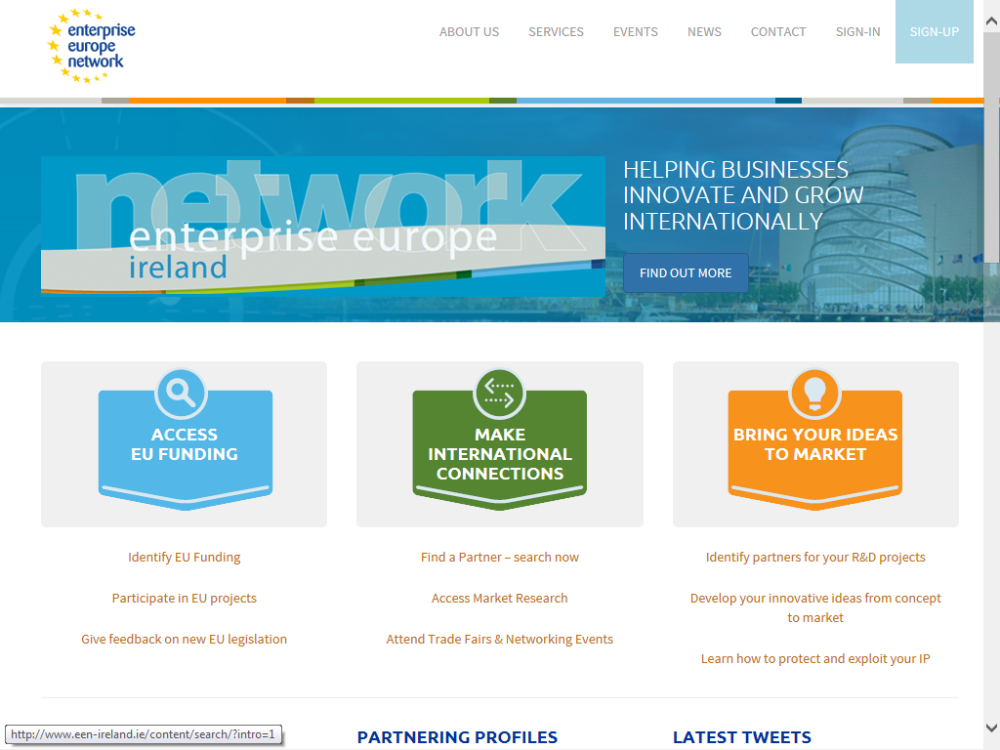 enterprise
europe
network
ABOUT US SERVICES EVENTS NEWS CONTACT SIGN-IN SIGN-UP
network
enterprise europe
ireland
HELPING BUSINESSES
INNOVATE AND GROW
INTERNATIONALLY
FIND OUT MORE
ACCESS
EU FUNDING
MAKE
INTERNATIONAL
CONNECTIONS
BRING YOUR IDEAS
TO MARKET
Identify EU Funding
Participate in EU projects
Give feedback on new EU legislation
Find a Partner – search now
Access Market Research
Attend Trade Fairs & Networking Events
Identify partners for your R&D projects
Develop your innovative ideas from concept
to market
Learn how to protect and exploit your IP
http://www.een-ireland.ie/content/search/?intro=1
PARTNERING PROFILES
LATEST TWEETS